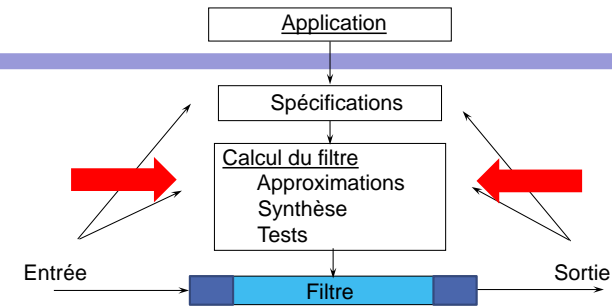 Application
Spécifications
Calcul du filtre
Approximations
Synthèse
Tests
Entrée
Sortie
Filtre